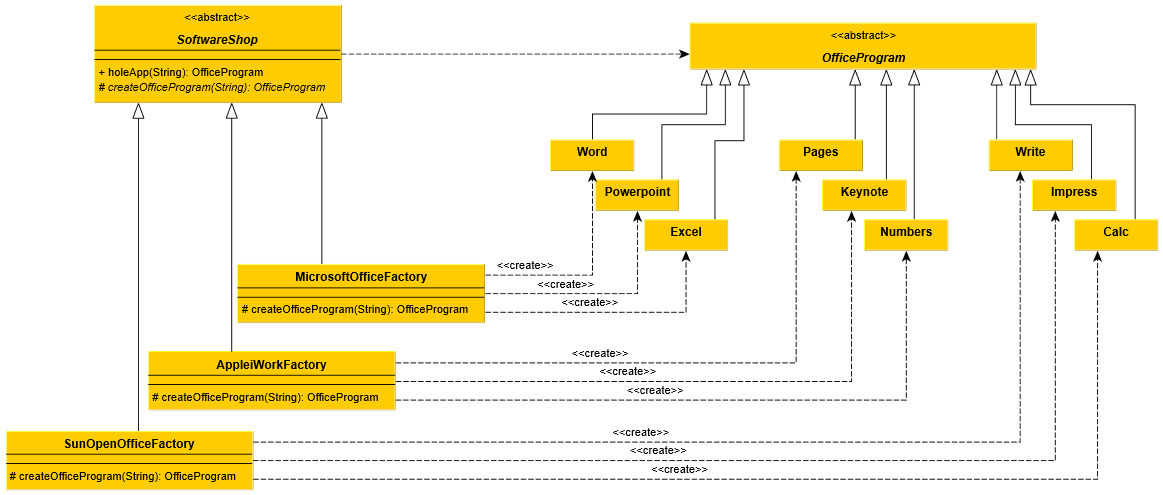 <<abstract>>
SoftwareShop
+ holeApp(String): OfficeProgram
# createOfficeProgram(String): OfficeProgram
<<abstract>>
OfficeProgram
Word
Powerpoint
Excel
Pages
Keynote
Numbers
Write
Impress
Calc
MicrosoftOfficeFactory
# createOfficeProgram(String): OfficeProgram
<<create>>
<<create>>
<<create>>
AppleiWorkFactory
# createOfficeProgram(String): OfficeProgram
<<create>>
<<create>>
<<create>>
SunOpenOfficeFactory
# createOfficeProgram(String): OfficeProgram
<<create>>
<<create>>
<<create>>